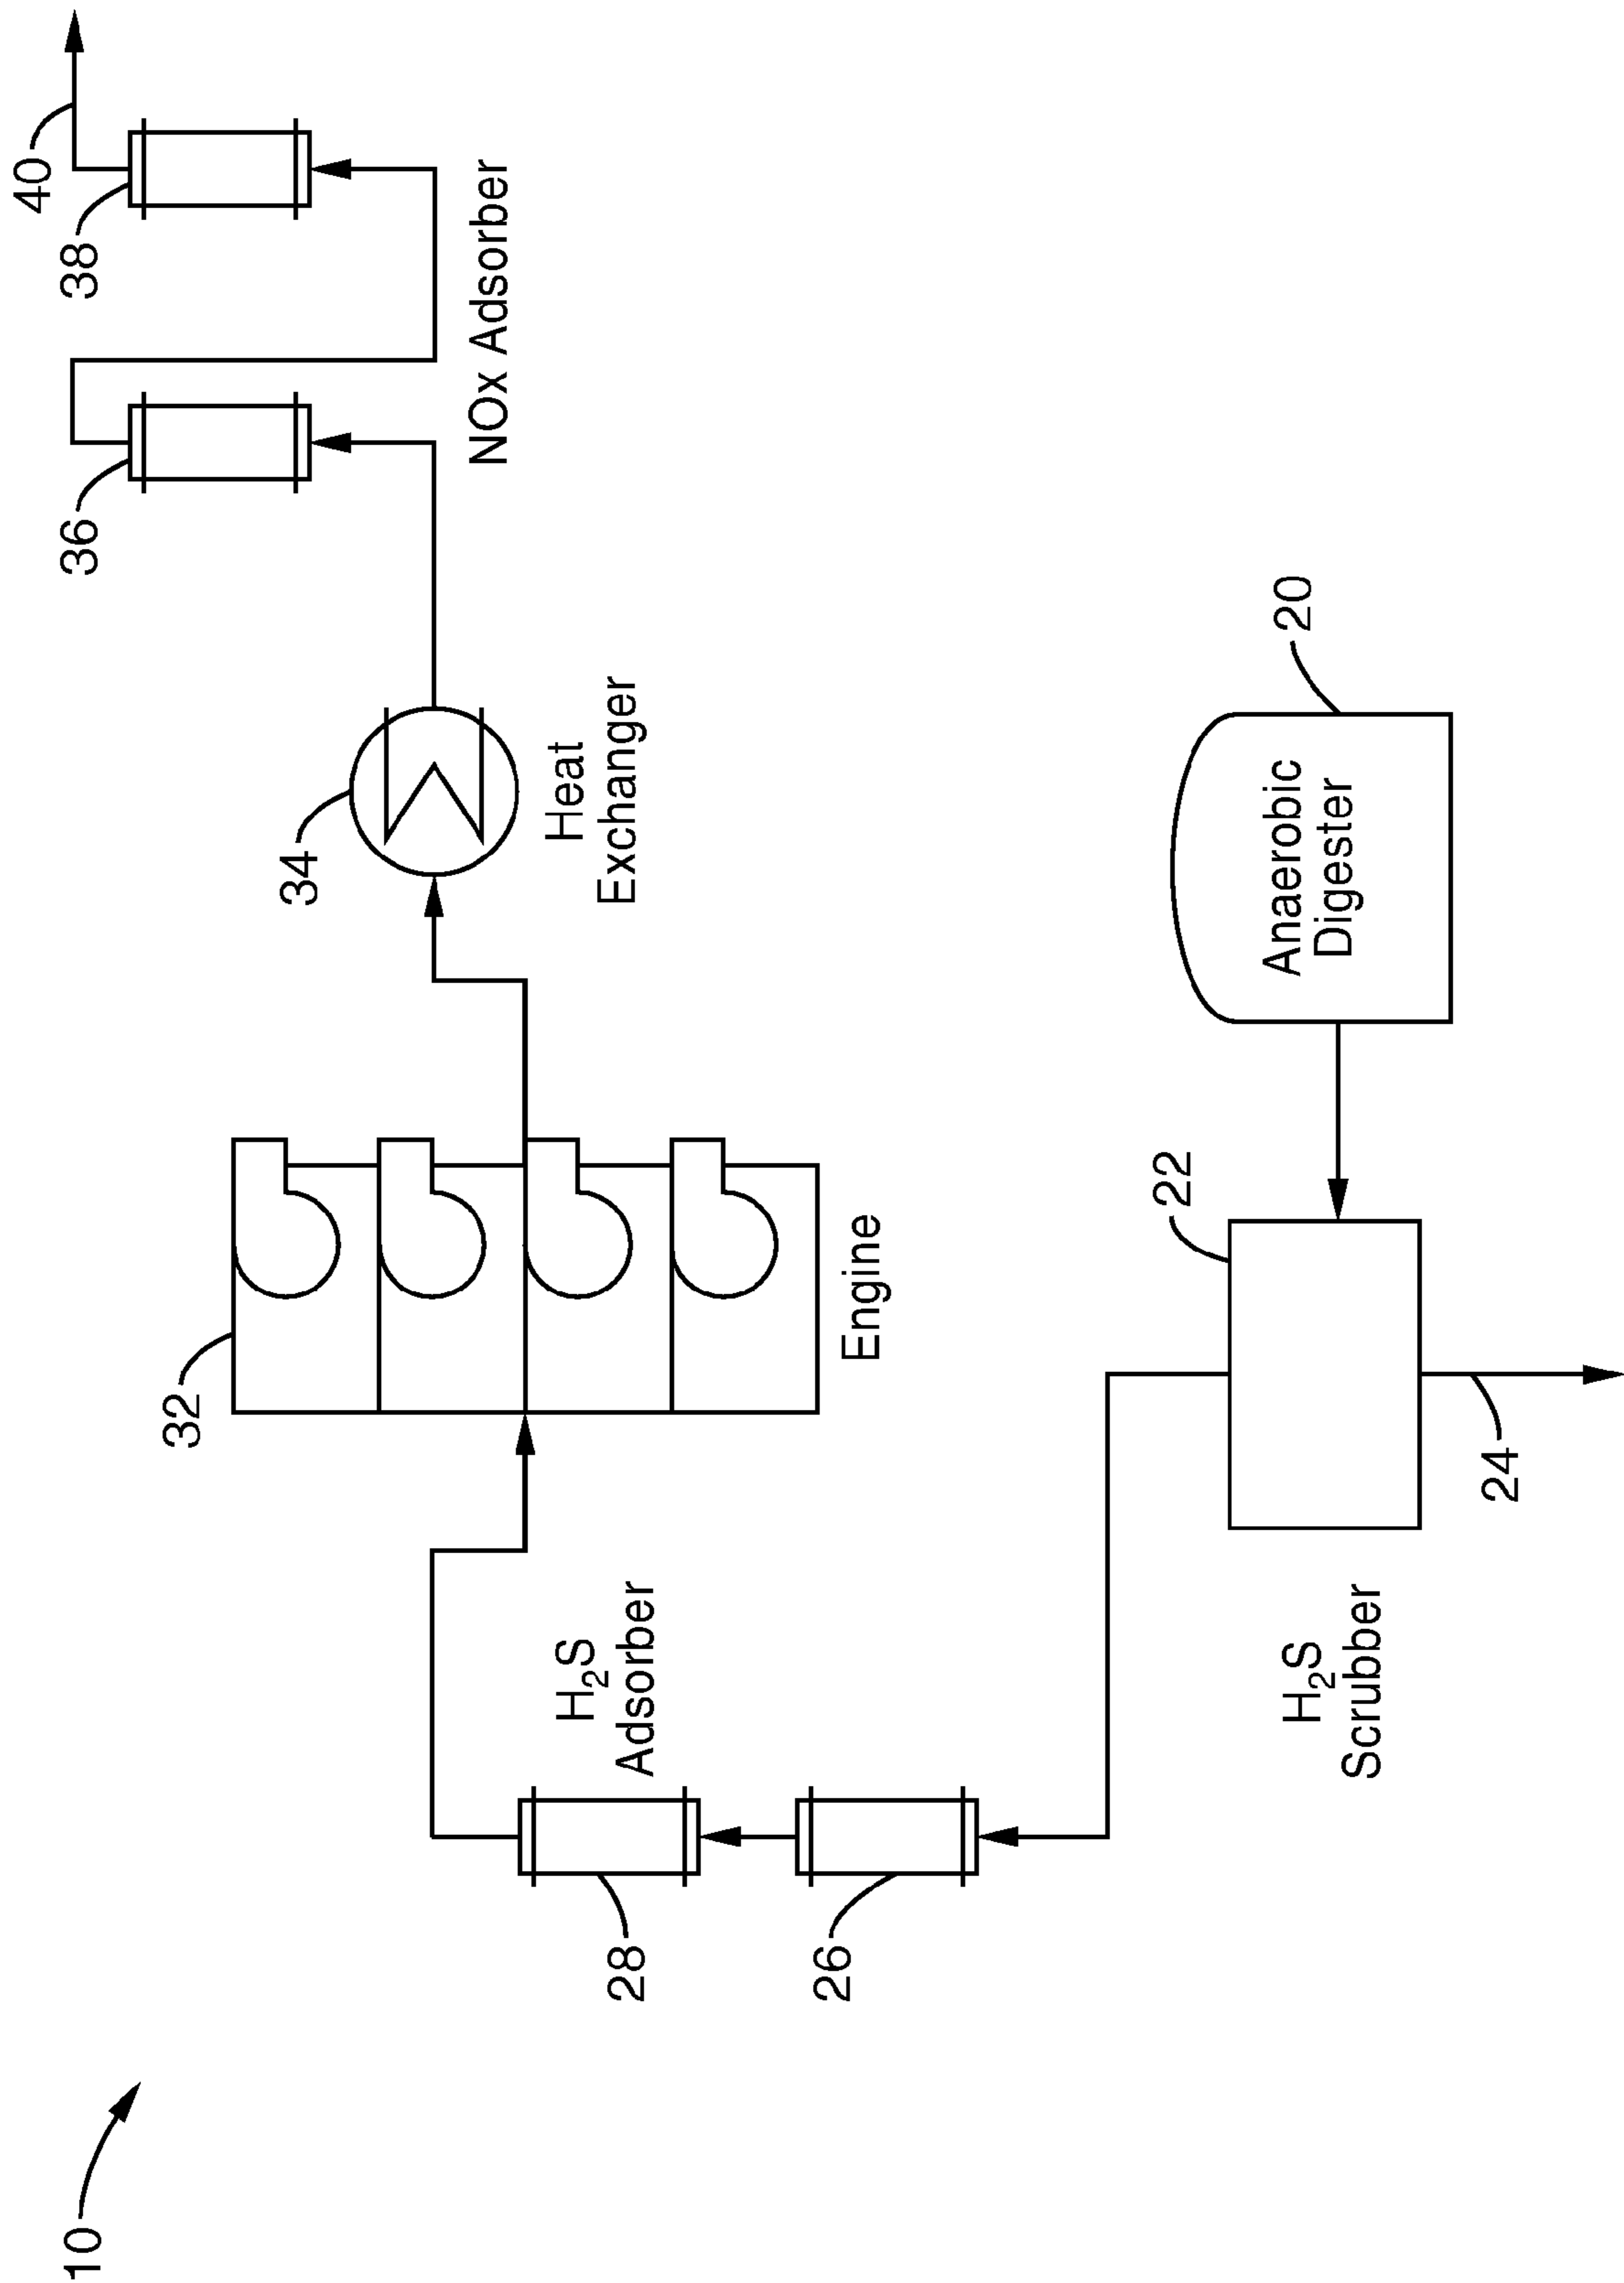 10
28
26
H₂S
Adsorber
H₂S
Scrubber
32
Engine
22
24
34
Heat
Exchanger
Anaerobic
Digester
20
36
38
40
NOx Adsorber